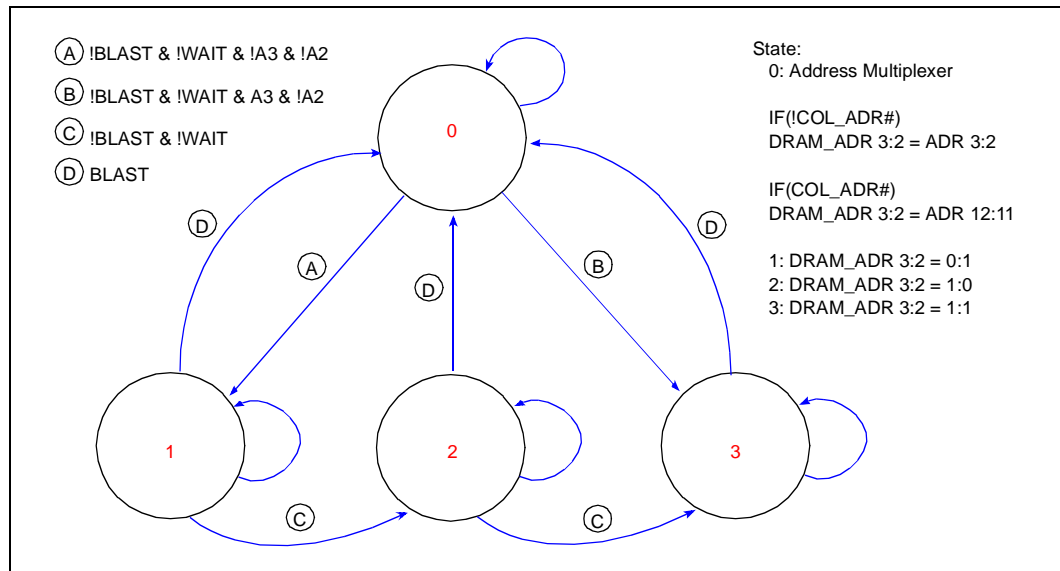 A !BLAST & !WAIT & !A3 & !A2
B !BLAST & !WAIT & A3 & !A2
C !BLAST & !WAIT
D BLAST
State:
0: Address Multiplexer
IF(!COL_ADR#)
DRAM_ADR 3:2 = ADR 3:2
IF(COL_ADR#)
DRAM_ADR 3:2 = ADR 12:11
1: DRAM_ADR 3:2 = 0:1
2: DRAM_ADR 3:2 = 1:0
3: DRAM_ADR 3:2 = 1:1
0
D
A
D
B
D
1
2
3
C
C